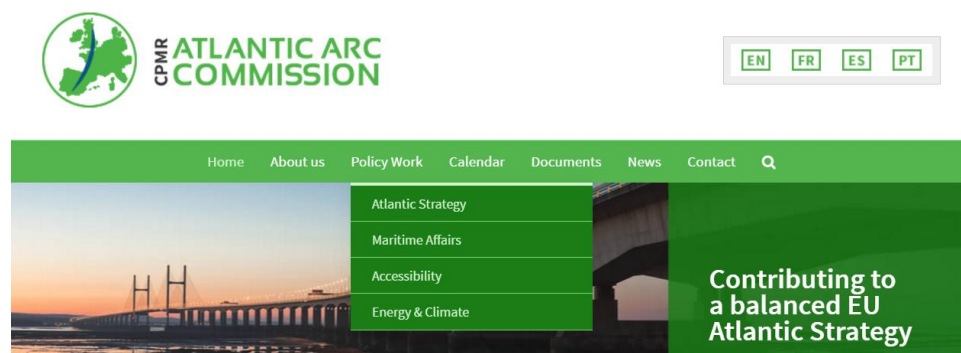 CPMR
ATLANTIC ARC
COMMISSION
EN FR ES PT
Home About us Policy Work Calendar Documents News Contact
Atlantic Strategy
Maritime Affairs
Accessibility
Energy & Climate
Contributing to
a balanced EU
Atlantic Strategy